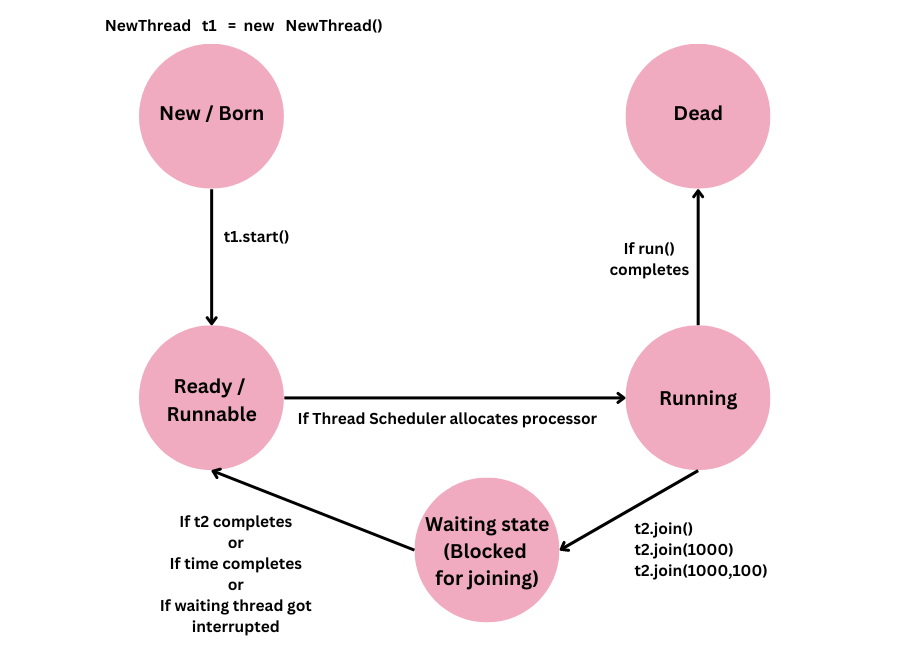 NewThread t1 = new NewThread()
New / Born
Dead
t1.start()
If run()
completes
Ready /
Runnable
If Thread Scheduler allocates processor
Running
Waiting state
(Blocked
for joining)
t2.join()
t2.join(1000)
t2.join(1000,100)
If t2 completes
or
If time completes
or
If waiting thread got
interrupted